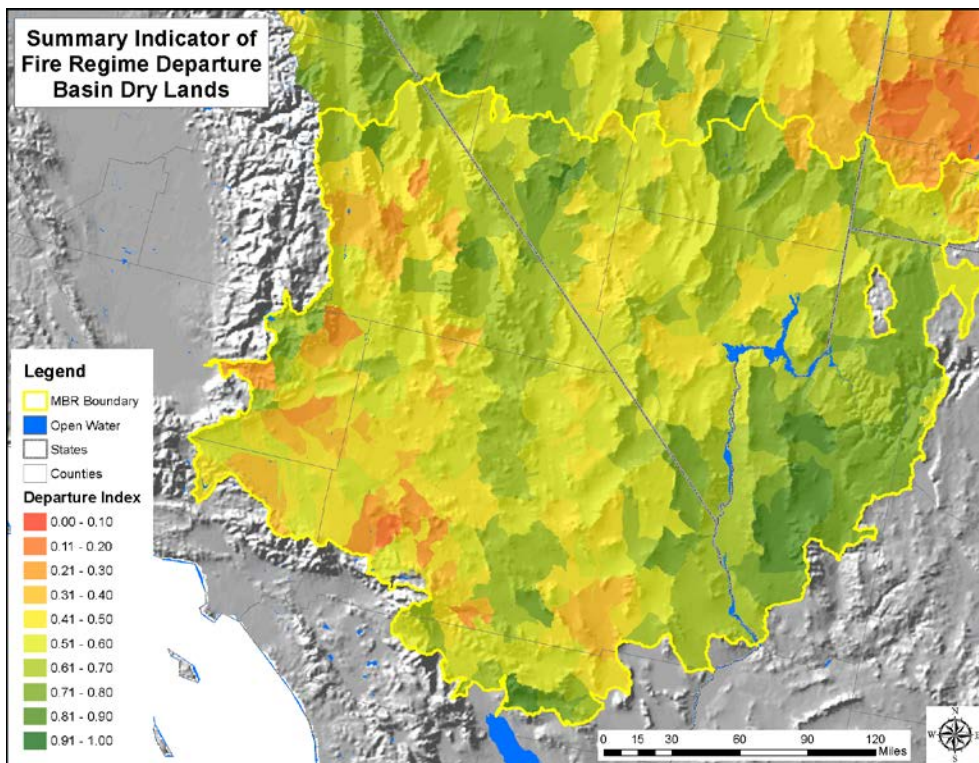 Summary Indicator of
Fire Regime Departure
Basin Dry Lands
Legend
MBR Boundary
Open Water
States
Counties
Departure Index
0.00 - 0.10
0.11 - 0.20
0.21 - 0.30
0.31 - 0.40
0.41 - 0.50
0.51 - 0.60
0.61 - 0.70
0.71 - 0.80
0.81 - 0.90
0.91 - 1.00
0 15 30 60 90 120
Miles
N
W E
S